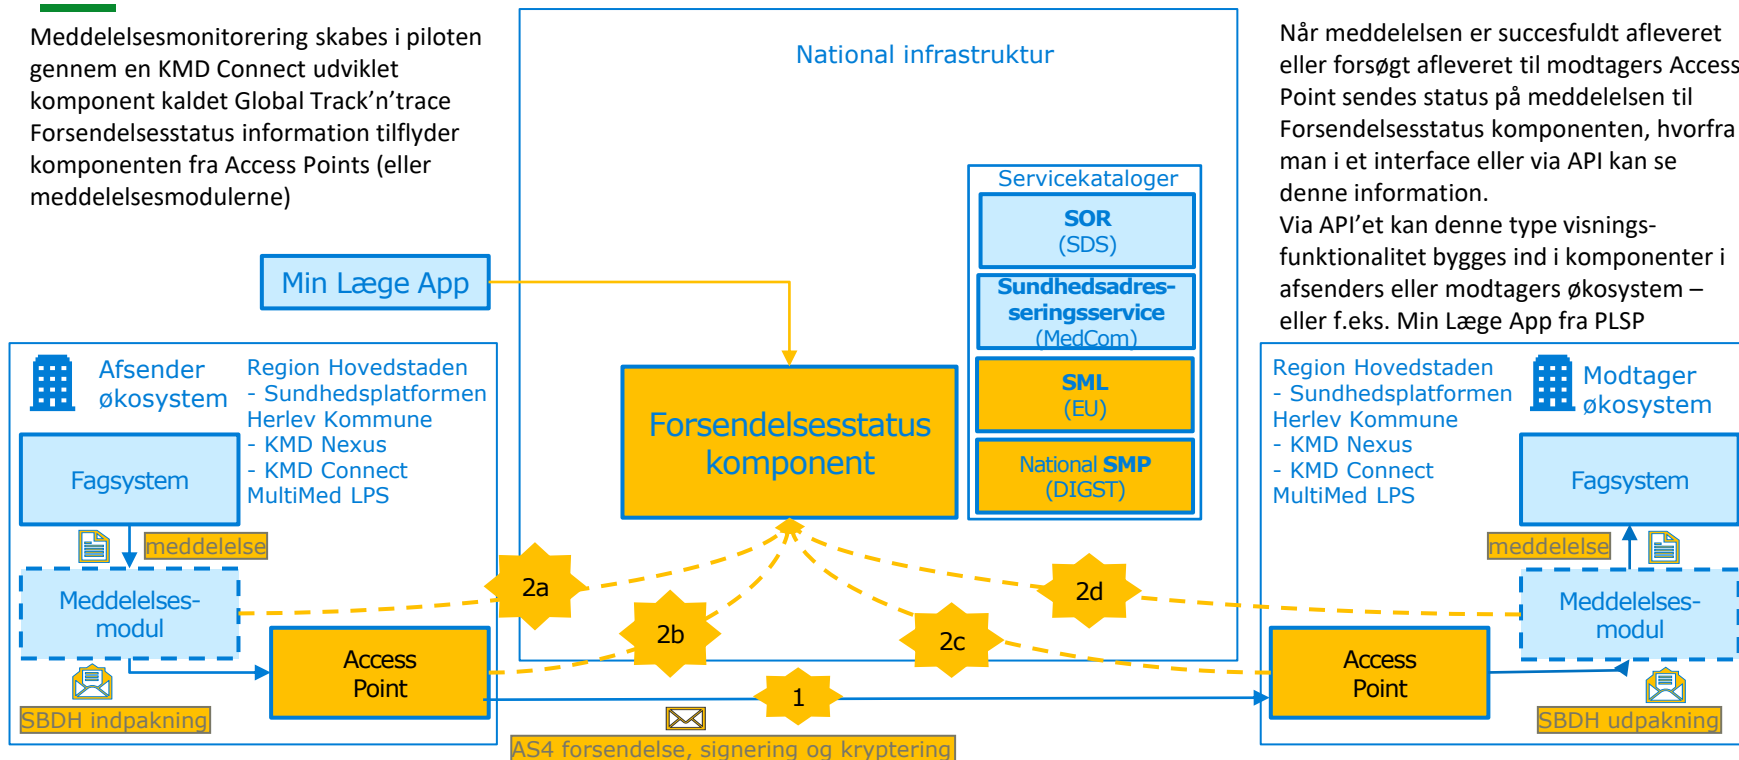 Meddelelsesmonitorering skabes i piloten
gennem en KMD Connect udviklet
komponent kaldet Global Track'n'trace
Forsendelsesstatus information tilflyder
komponenten fra Access Points (eller
meddelelsesmodulerne)
National infrastruktur
Når meddelelsen er succesfuldt afleveret
eller forsøgt afleveret til modtagers Access
Point sendes status på meddelelsen til
Forsendelsesstatus komponenten, hvorfra
man i et interface eller via API kan se
denne information.
Via API'et kan denne type visnings-
funktionalitet bygges ind i komponenter i
afsenders eller modtagers økosystem –
eller f.eks. Min Læge App fra PLSP
Servicekataloger
SOR
(SDS)
Sundhedsadres-
seringsservice
(MedCom)
SML
(EU)
National SMP
(DIGST)
Min Læge App
Forsendelsesstatus
komponent
Afsender
økosystem
Region Hovedstaden
- Sundhedsplatformen
Herlev Kommune
- KMD Nexus
- KMD Connect
MultiMed LPS
Fagsystem
meddelelse
Meddelelses-
modul
SBDH indpakning
Access
Point
2a
2b
2c
2d
1
AS4 forsendelse, signering og kryptering
Region Hovedstaden
- Sundhedsplatformen
Herlev Kommune
- KMD Nexus
- KMD Connect
MultiMed LPS
Modtager
økosystem
Fagsystem
meddelelse
Meddelelses-
modul
Access
Point
SBDH udpakning